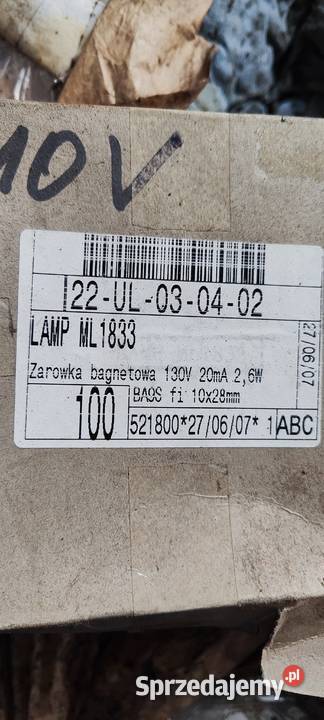 10V
22-UL-03-04-02
LAMP ML1833
27/06/07
Zarowka bagnetowa 130V 20mA 2,6W
BA9S fi 10x28mm
100
521800*27/06/07* 1
ABC
Sprzedajemy.pl